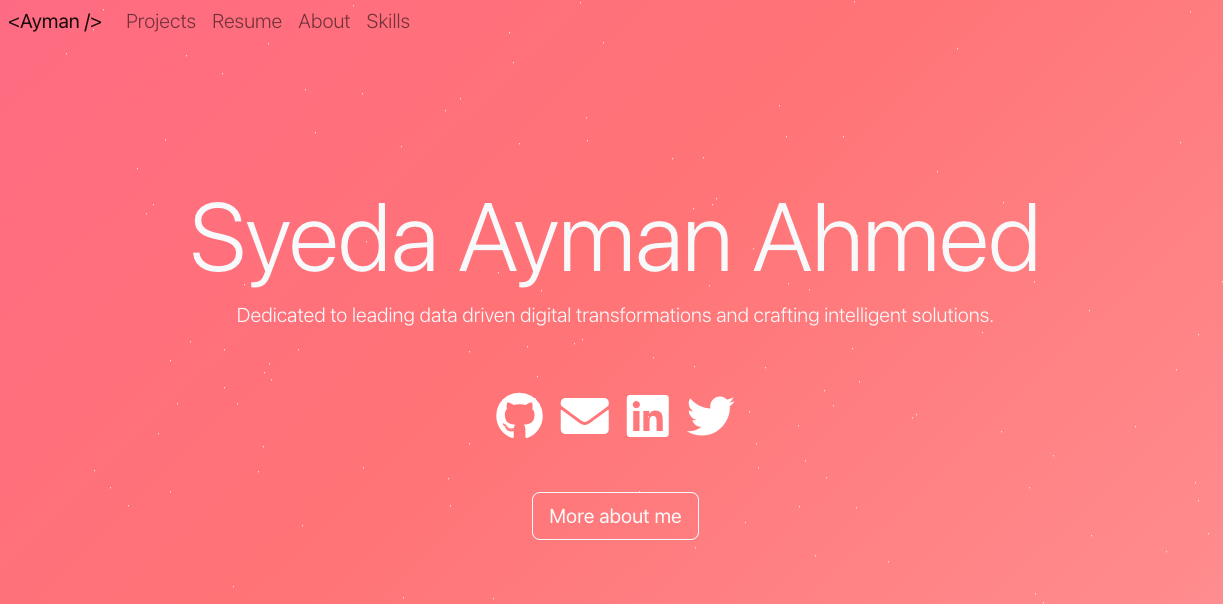 <Ayman /> Projects Resume About Skills
Syeda Ayman Ahmed
Dedicated to leading data driven digital transformations and crafting intelligent solutions.
in
More about me